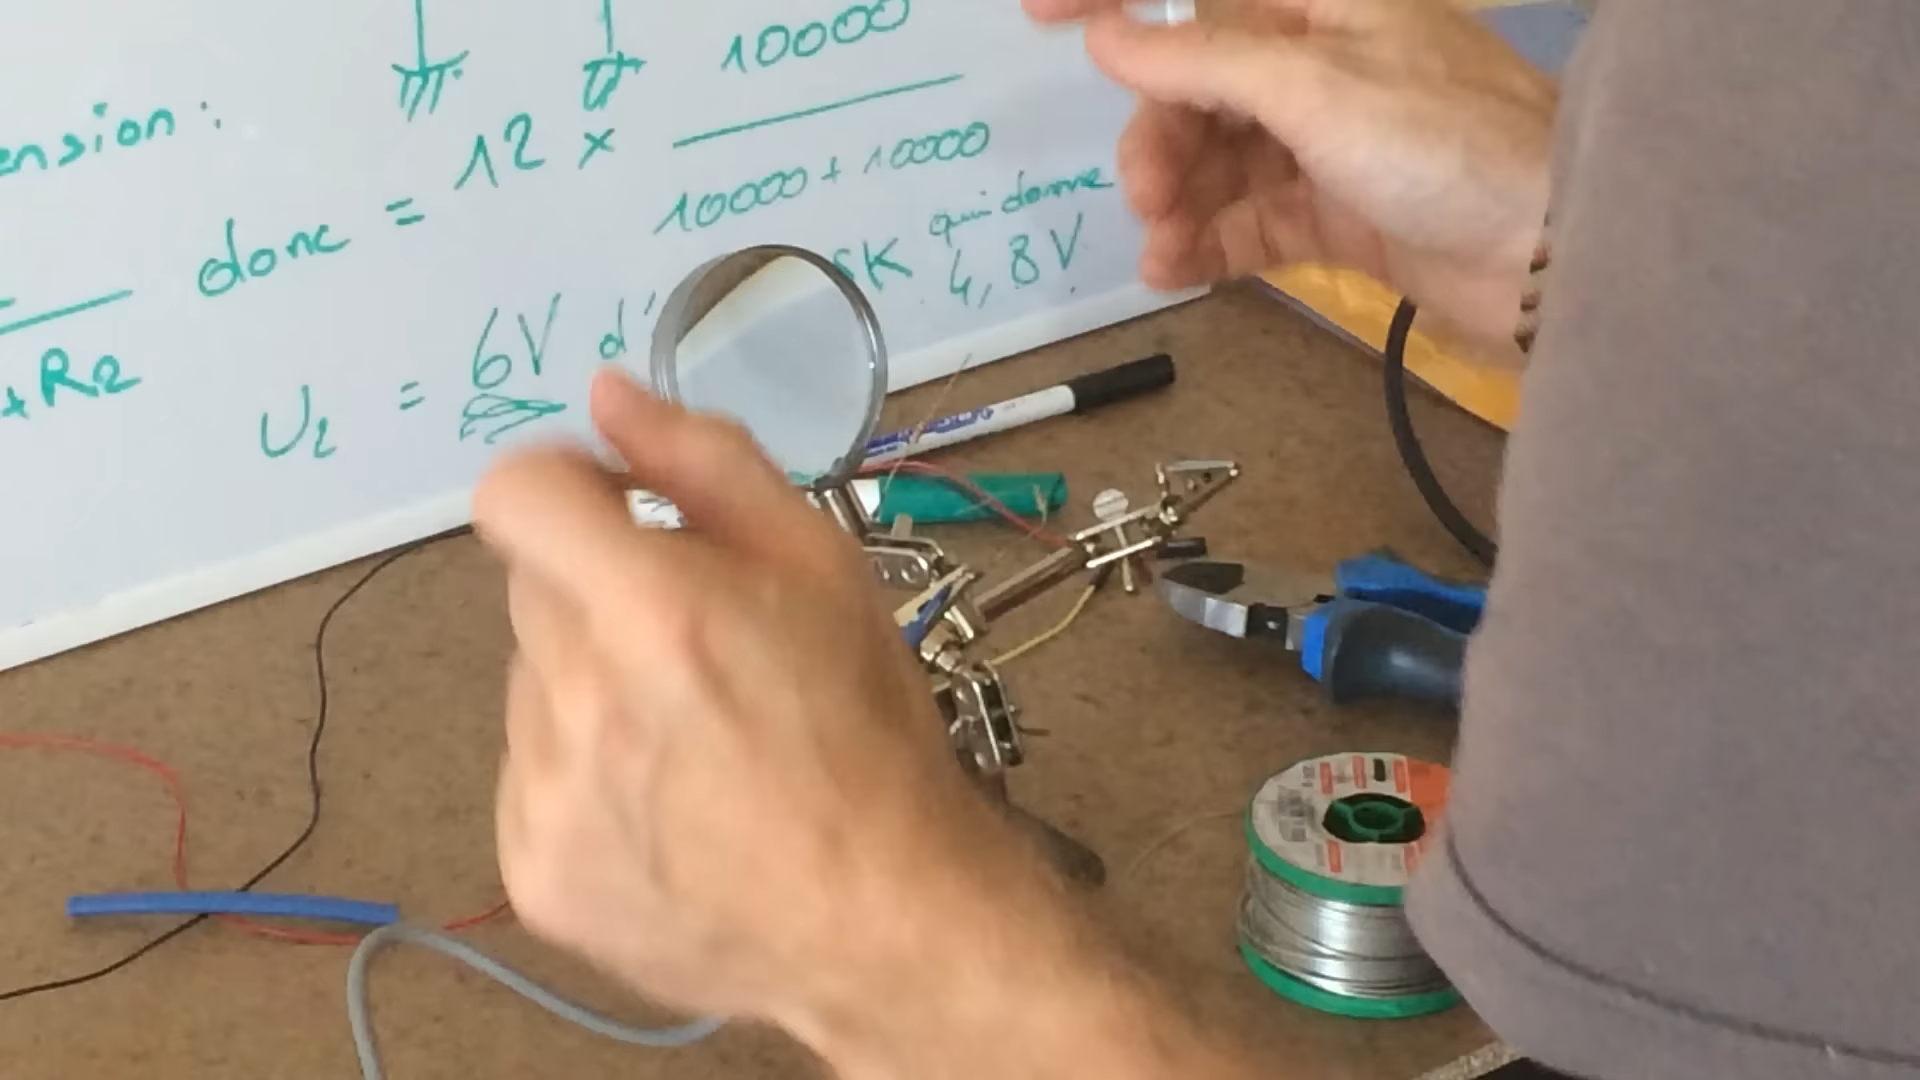 10000
ension :
donc = 12 x
10000 + 10000
+R2
U2 = 6V d'
K qui donne
4,8V